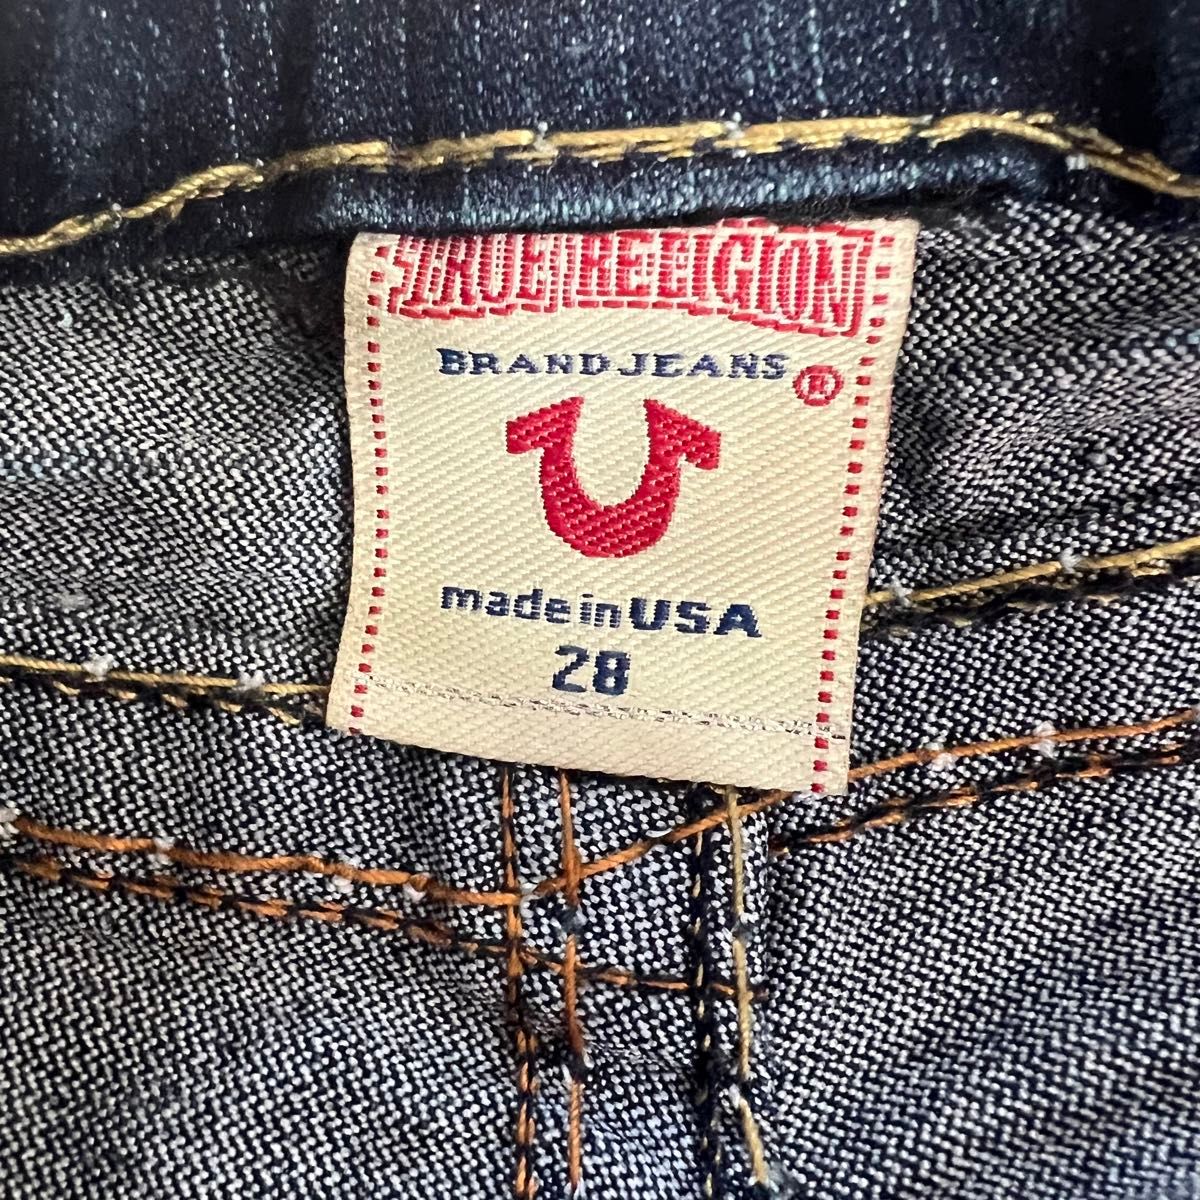 TRUE RELIGION
BRAND JEANS ®
made in USA
28